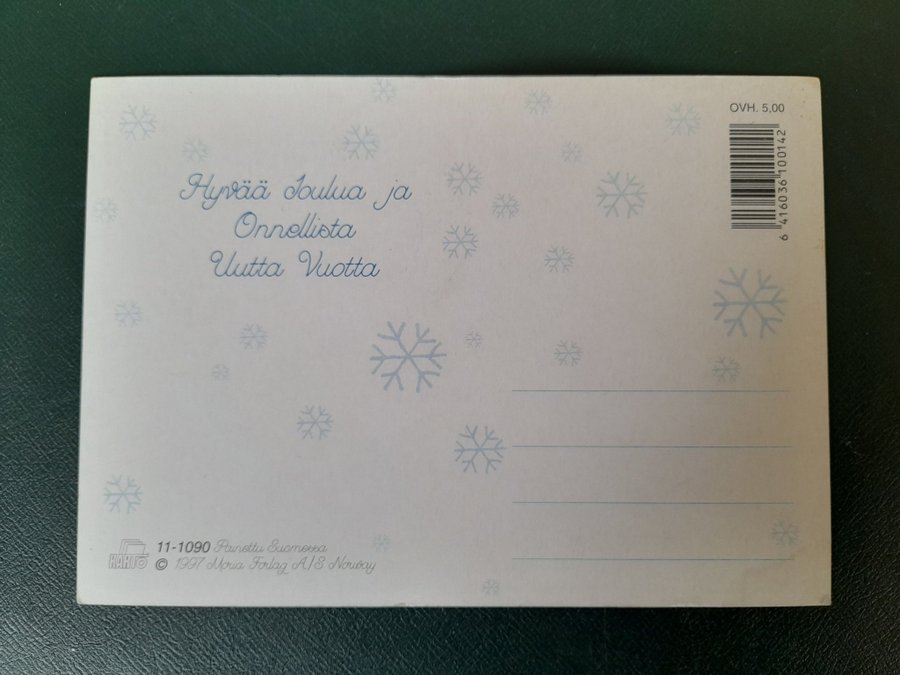 OVH. 5,00
6 416036 100142
Hyvää Joulua ja
Onnellista
Uutta Vuotta
KARTO
11-1090 Painettu Suomessa
© 1997 Moria Forlag A/S Norway